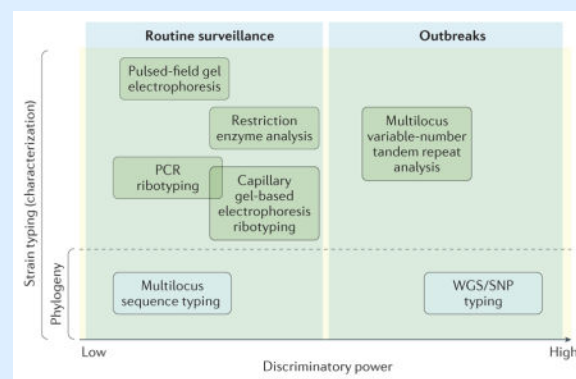 Routine surveillance
Outbreaks
Strain typing (characterization)
Pulsed-field gel
electrophoresis
Restriction
enzyme analysis
Multilocus
variable-number
tandem repeat
analysis
PCR
ribotyping
Capillary
gel-based
electrophoresis
ribotyping
Phylogeny
Multilocus
sequence typing
WGS/SNP
typing
Low
High
Discriminatory power